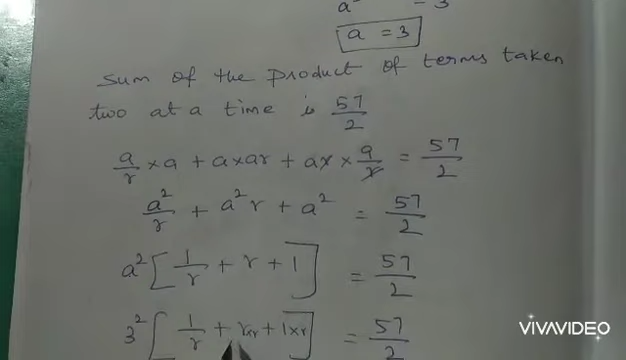 a = 3
a = 3
Sum of the product of terms taken
two at a time is 57/2
a/r × a + a × ar + ar × a/r = 57/2
a²/r + a²r + a² = 57/2
a² [ 1/r + r + 1 ] = 57/2
3² [ 1/r + r×r + 1×r ] = 57/2
VIVAVIDEO